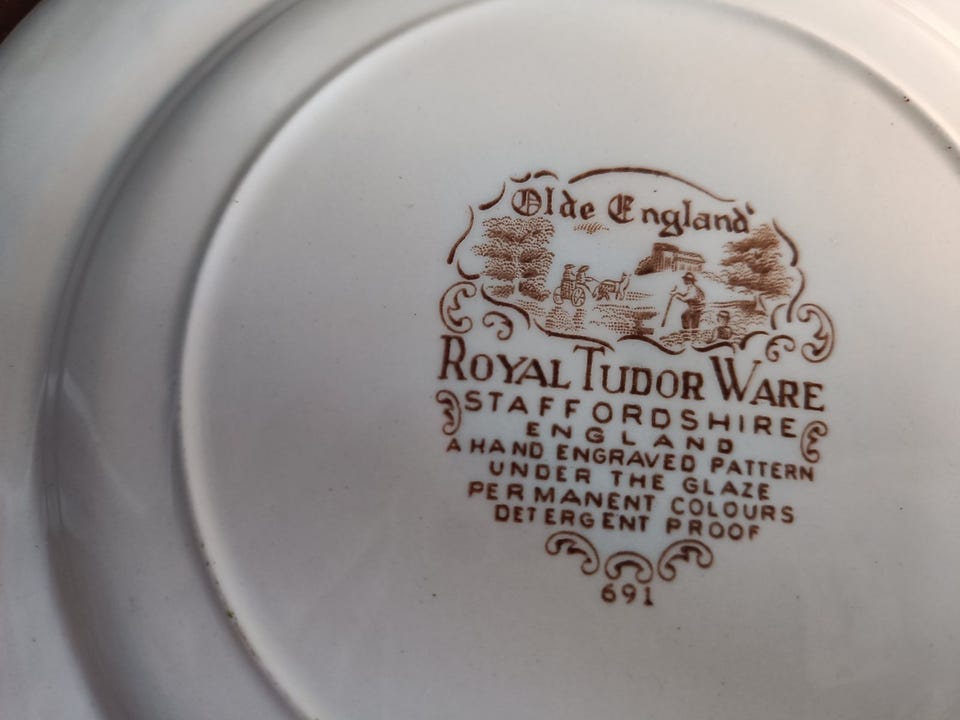 'Olde England'
Royal Tudor Ware
STAFFORDSHIRE
ENGLAND
A HAND ENGRAVED PATTERN
UNDER THE GLAZE
PERMANENT COLOURS
DETERGENT PROOF
691